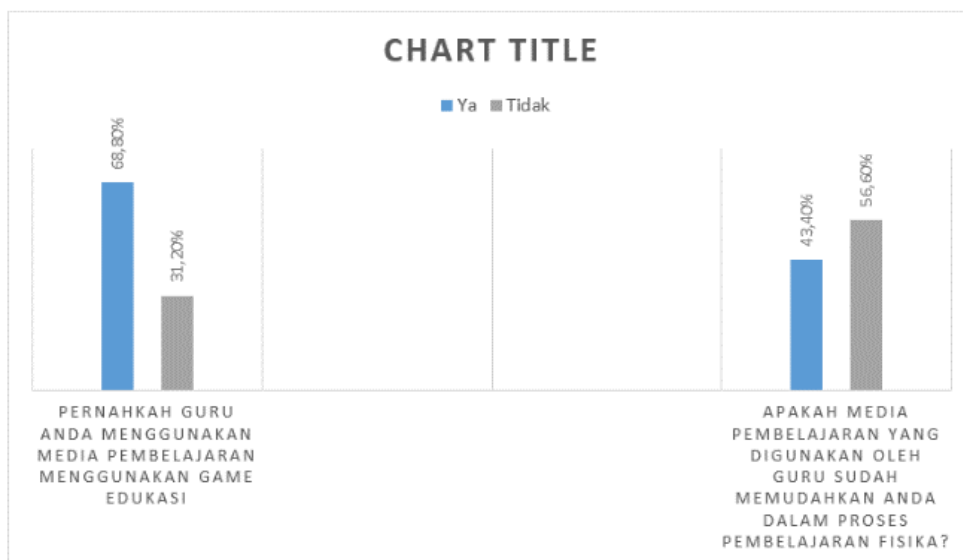 CHART TITLE
Ya Tidak
68,80%
31,20%
43,40%
56,60%
PERNAHKAH GURU
ANDA MENGGUNAKAN
MEDIA PEMBELAJARAN
MENGGUNAKAN GAME
EDUKASI
APAKAH MEDIA
PEMBELAJARAN YANG
DIGUNAKAN OLEH
GURU SUDAH
MEMUDAHKAN ANDA
DALAM PROSES
PEMBELAJARAN FISIKA?